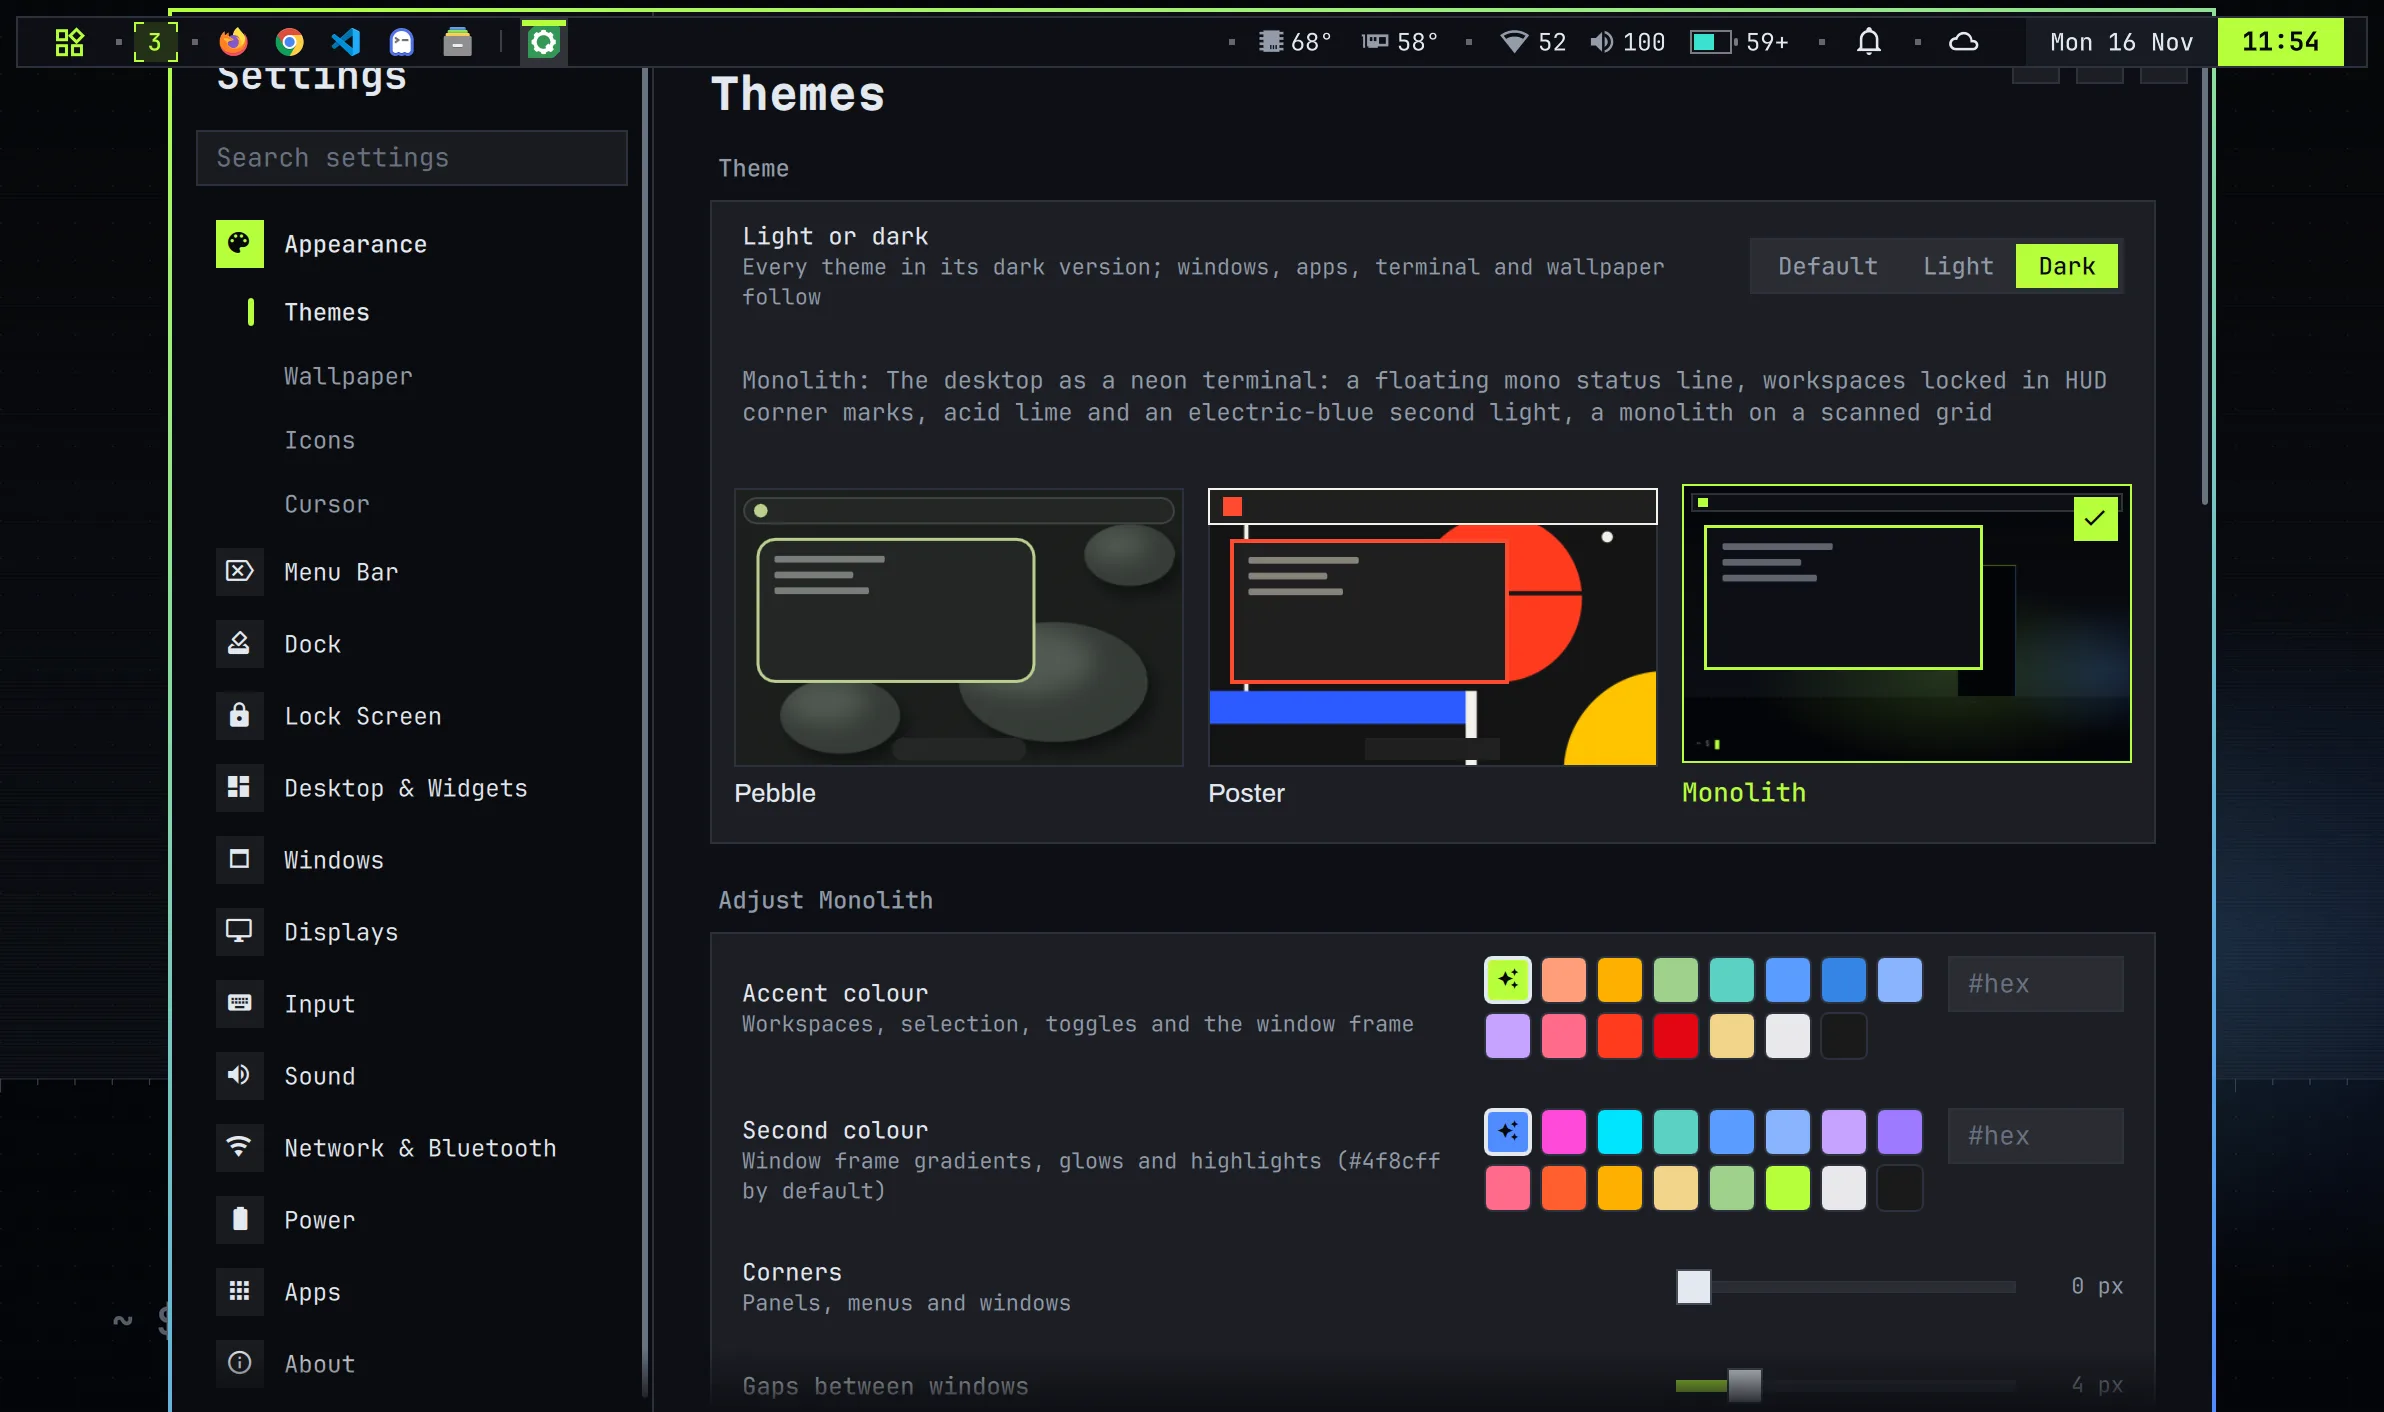 3
68°
58°
52
100
59+
Mon 16 Nov
11:54
Settings
Search settings
Appearance
Themes
Wallpaper
Icons
Cursor
Menu Bar
Dock
Lock Screen
Desktop & Widgets
Windows
Displays
Input
Sound
Network & Bluetooth
Power
Apps
About
Themes
Theme
Light or dark
Every theme in its dark version; windows, apps, terminal and wallpaper
follow
Default
Light
Dark
Monolith: The desktop as a neon terminal: a floating mono status line, workspaces locked in HUD
corner marks, acid lime and an electric-blue second light, a monolith on a scanned grid
Pebble
Poster
Monolith
Adjust Monolith
Accent colour
Workspaces, selection, toggles and the window frame
#hex
Second colour
Window frame gradients, glows and highlights (#4f8cff
by default)
#hex
Corners
Panels, menus and windows
0 px
Gaps between windows
4 px
~ $